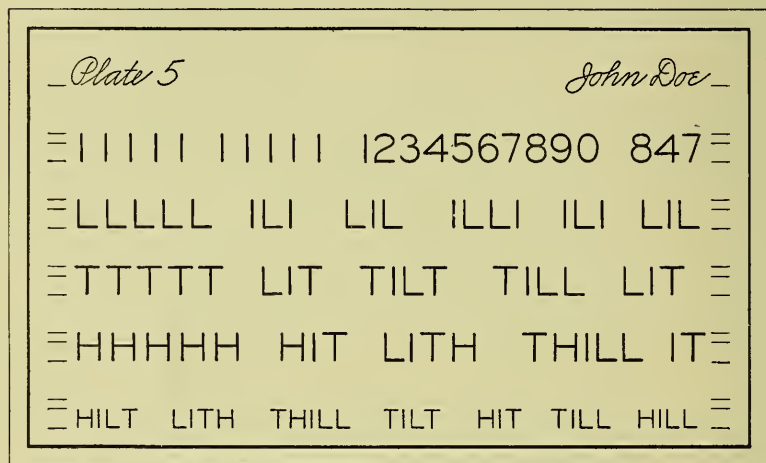 Plate 5 John Doe
IIIII IIIII 1234567890 847
LLLLL ILI LIL ILLI ILI LIL
TTTTT LIT TILT TILL LIT
HHHHH HIT LITH THILL IT
HILT LITH THILL TILT HIT TILL HILL